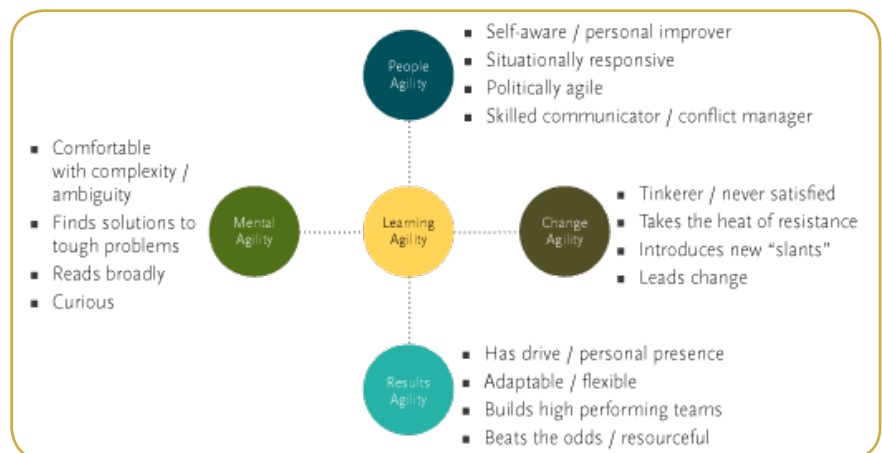 People
Agility
▪ Self-aware / personal improver
▪ Situationally responsive
▪ Politically agile
▪ Skilled communicator / conflict manager
▪ Comfortable
with complexity /
ambiguity
▪ Finds solutions to
tough problems
▪ Reads broadly
▪ Curious
Mental
Agility
Learning
Agility
Change
Agility
▪ Tinkerer / never satisfied
▪ Takes the heat of resistance
▪ Introduces new “slants”
▪ Leads change
Results
Agility
▪ Has drive / personal presence
▪ Adaptable / flexible
▪ Builds high performing teams
▪ Beats the odds / resourceful